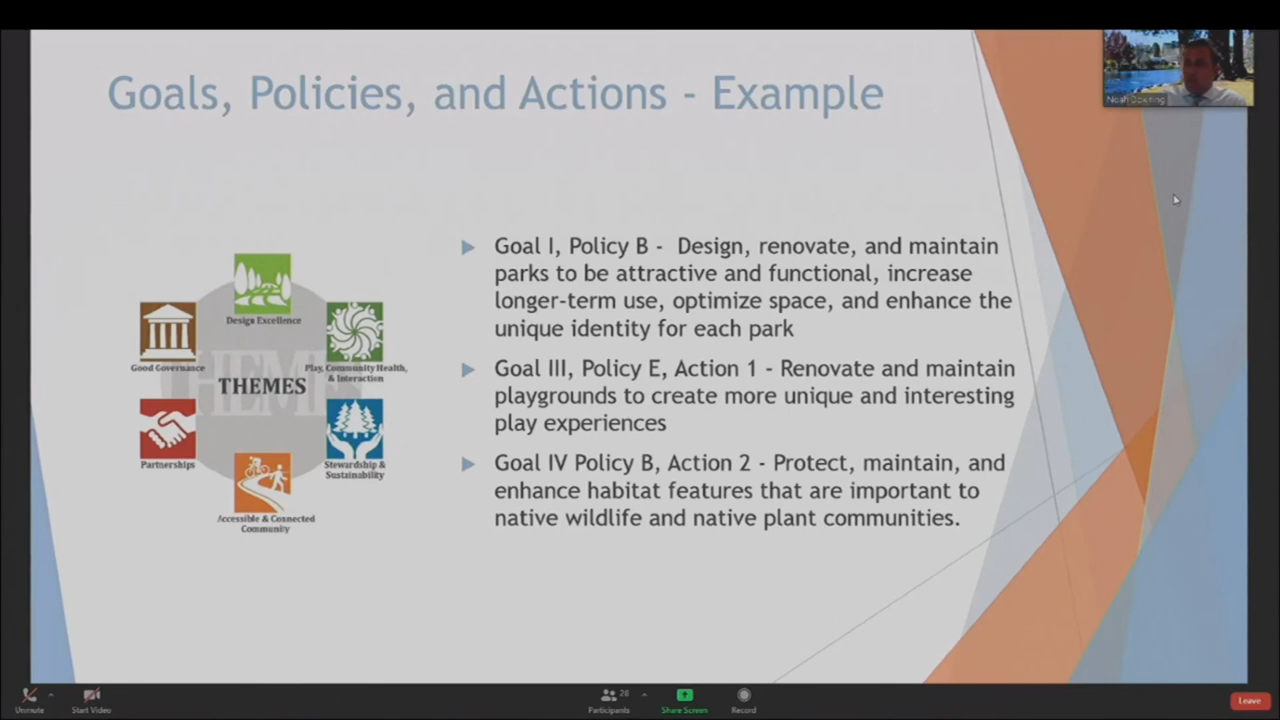 Goals, Policies, and Actions - Example
Noah Downing
Goal I, Policy B - Design, renovate, and maintain
parks to be attractive and functional, increase
longer-term use, optimize space, and enhance the
unique identity for each park
Goal III, Policy E, Action 1 - Renovate and maintain
playgrounds to create more unique and interesting
play experiences
Goal IV Policy B, Action 2 - Protect, maintain, and
enhance habitat features that are important to
native wildlife and native plant communities.
Design Excellence
Good Governance
Play, Community Health,
& Interaction
THEMES
THEMES
Partnerships
Stewardship &
Sustainability
Accessible & Connected
Community
Unmute
Start Video
28
Participants
Share Screen
Record
Leave